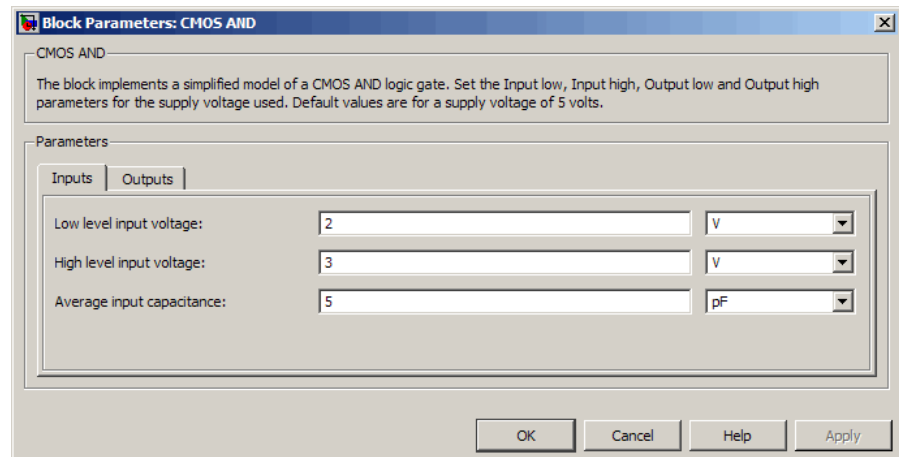 Block Parameters: CMOS AND
CMOS AND
The block implements a simplified model of a CMOS AND logic gate. Set the Input low, Input high, Output low and Output high
parameters for the supply voltage used. Default values are for a supply voltage of 5 volts.
Parameters
Inputs Outputs
Low level input voltage: 2 V
High level input voltage: 3 V
Average input capacitance: 5 pF
OK Cancel Help Apply